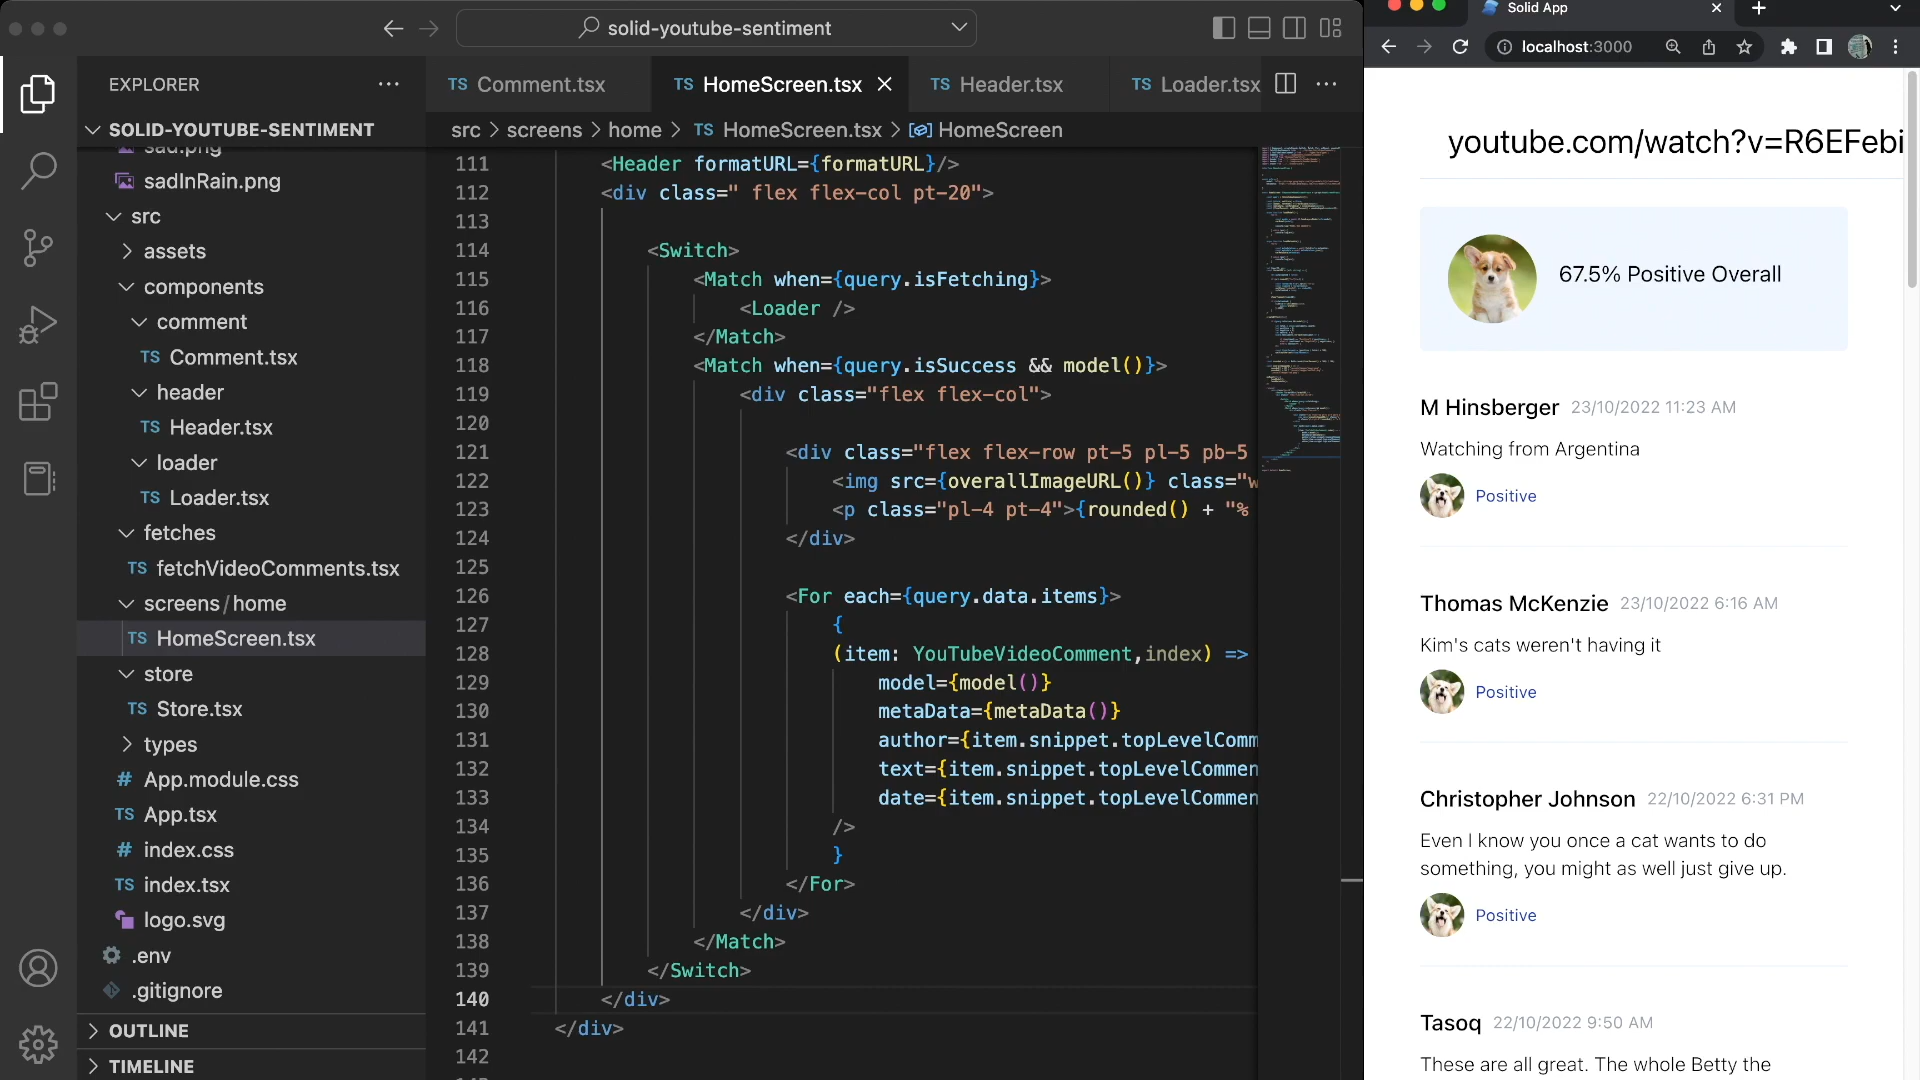 solid-youtube-sentiment
EXPLORER
SOLID-YOUTUBE-SENTIMENT
sad.png
sadInRain.png
src
assets
components
comment
TS Comment.tsx
header
TS Header.tsx
loader
TS Loader.tsx
fetches
TS fetchVideoComments.tsx
screens/home
TS HomeScreen.tsx
store
TS Store.tsx
types
# App.module.css
TS App.tsx
# index.css
TS index.tsx
logo.svg
.env
.gitignore
OUTLINE
TIMELINE
TS Comment.tsx
TS HomeScreen.tsx
TS Header.tsx
TS Loader.tsx
src > screens > home > TS HomeScreen.tsx > HomeScreen
111 <Header formatURL={formatURL}/>
112 <div class=" flex flex-col pt-20">
113
114 <Switch>
115 <Match when={query.isFetching}>
116 <Loader />
117 </Match>
118 <Match when={query.isSuccess && model()}>
119 <div class="flex flex-col">
120
121 <div class="flex flex-row pt-5 pl-5 pb-5
122 <img src={overallImageURL()} class="w
123 <p class="pl-4 pt-4">{rounded() + "%
124 </div>
125
126 <For each={query.data.items}>
127 {
128 (item: YouTubeVideoComment,index) =>
129 model={model()}
130 metaData={metaData()}
131 author={item.snippet.topLevelComm
132 text={item.snippet.topLevelCommen
133 date={item.snippet.topLevelCommen
134 />
135 }
136 </For>
137 </div>
138 </Match>
139 </Switch>
140 </div>
141 </div>
142
Solid App
localhost:3000
youtube.com/watch?v=R6EFebi
67.5% Positive Overall
M Hinsberger 23/10/2022 11:23 AM
Watching from Argentina
Positive
Thomas McKenzie 23/10/2022 6:16 AM
Kim's cats weren't having it
Positive
Christopher Johnson 22/10/2022 6:31 PM
Even I know you once a cat wants to do
something, you might as well just give up.
Positive
Tasoq 22/10/2022 9:50 AM
These are all great. The whole Betty the